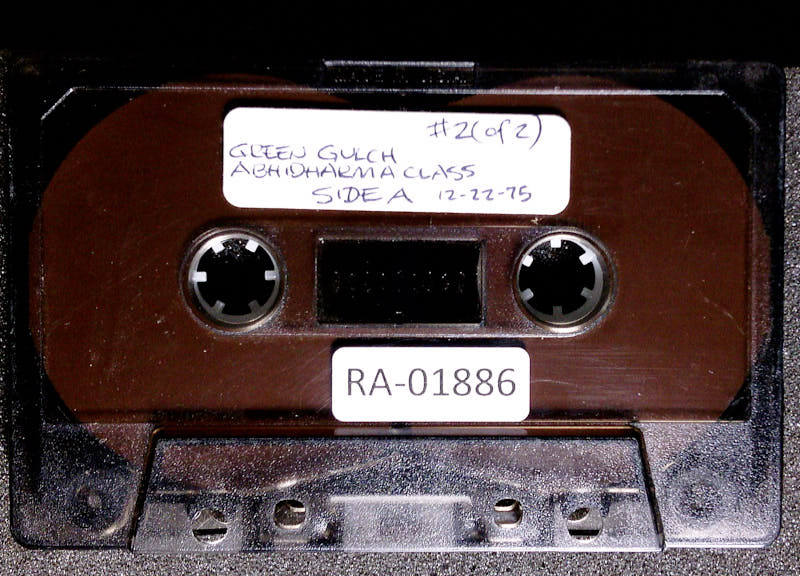 #2 (of 2)
GREEN GULCH
ABHIDHARMA CLASS
SIDE A 12-22-75
RA-01886